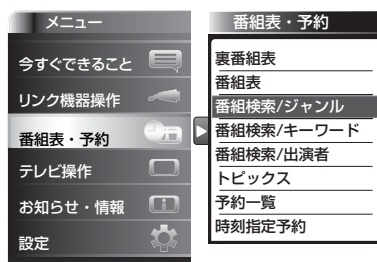 メニュー
今すぐできること
リンク機器操作
番組表・予約
テレビ操作
お知らせ・情報
設定
番組表・予約
裏番組表
番組表
番組検索/ジャンル
番組検索/キーワード
番組検索/出演者
トピックス
予約一覧
時刻指定予約